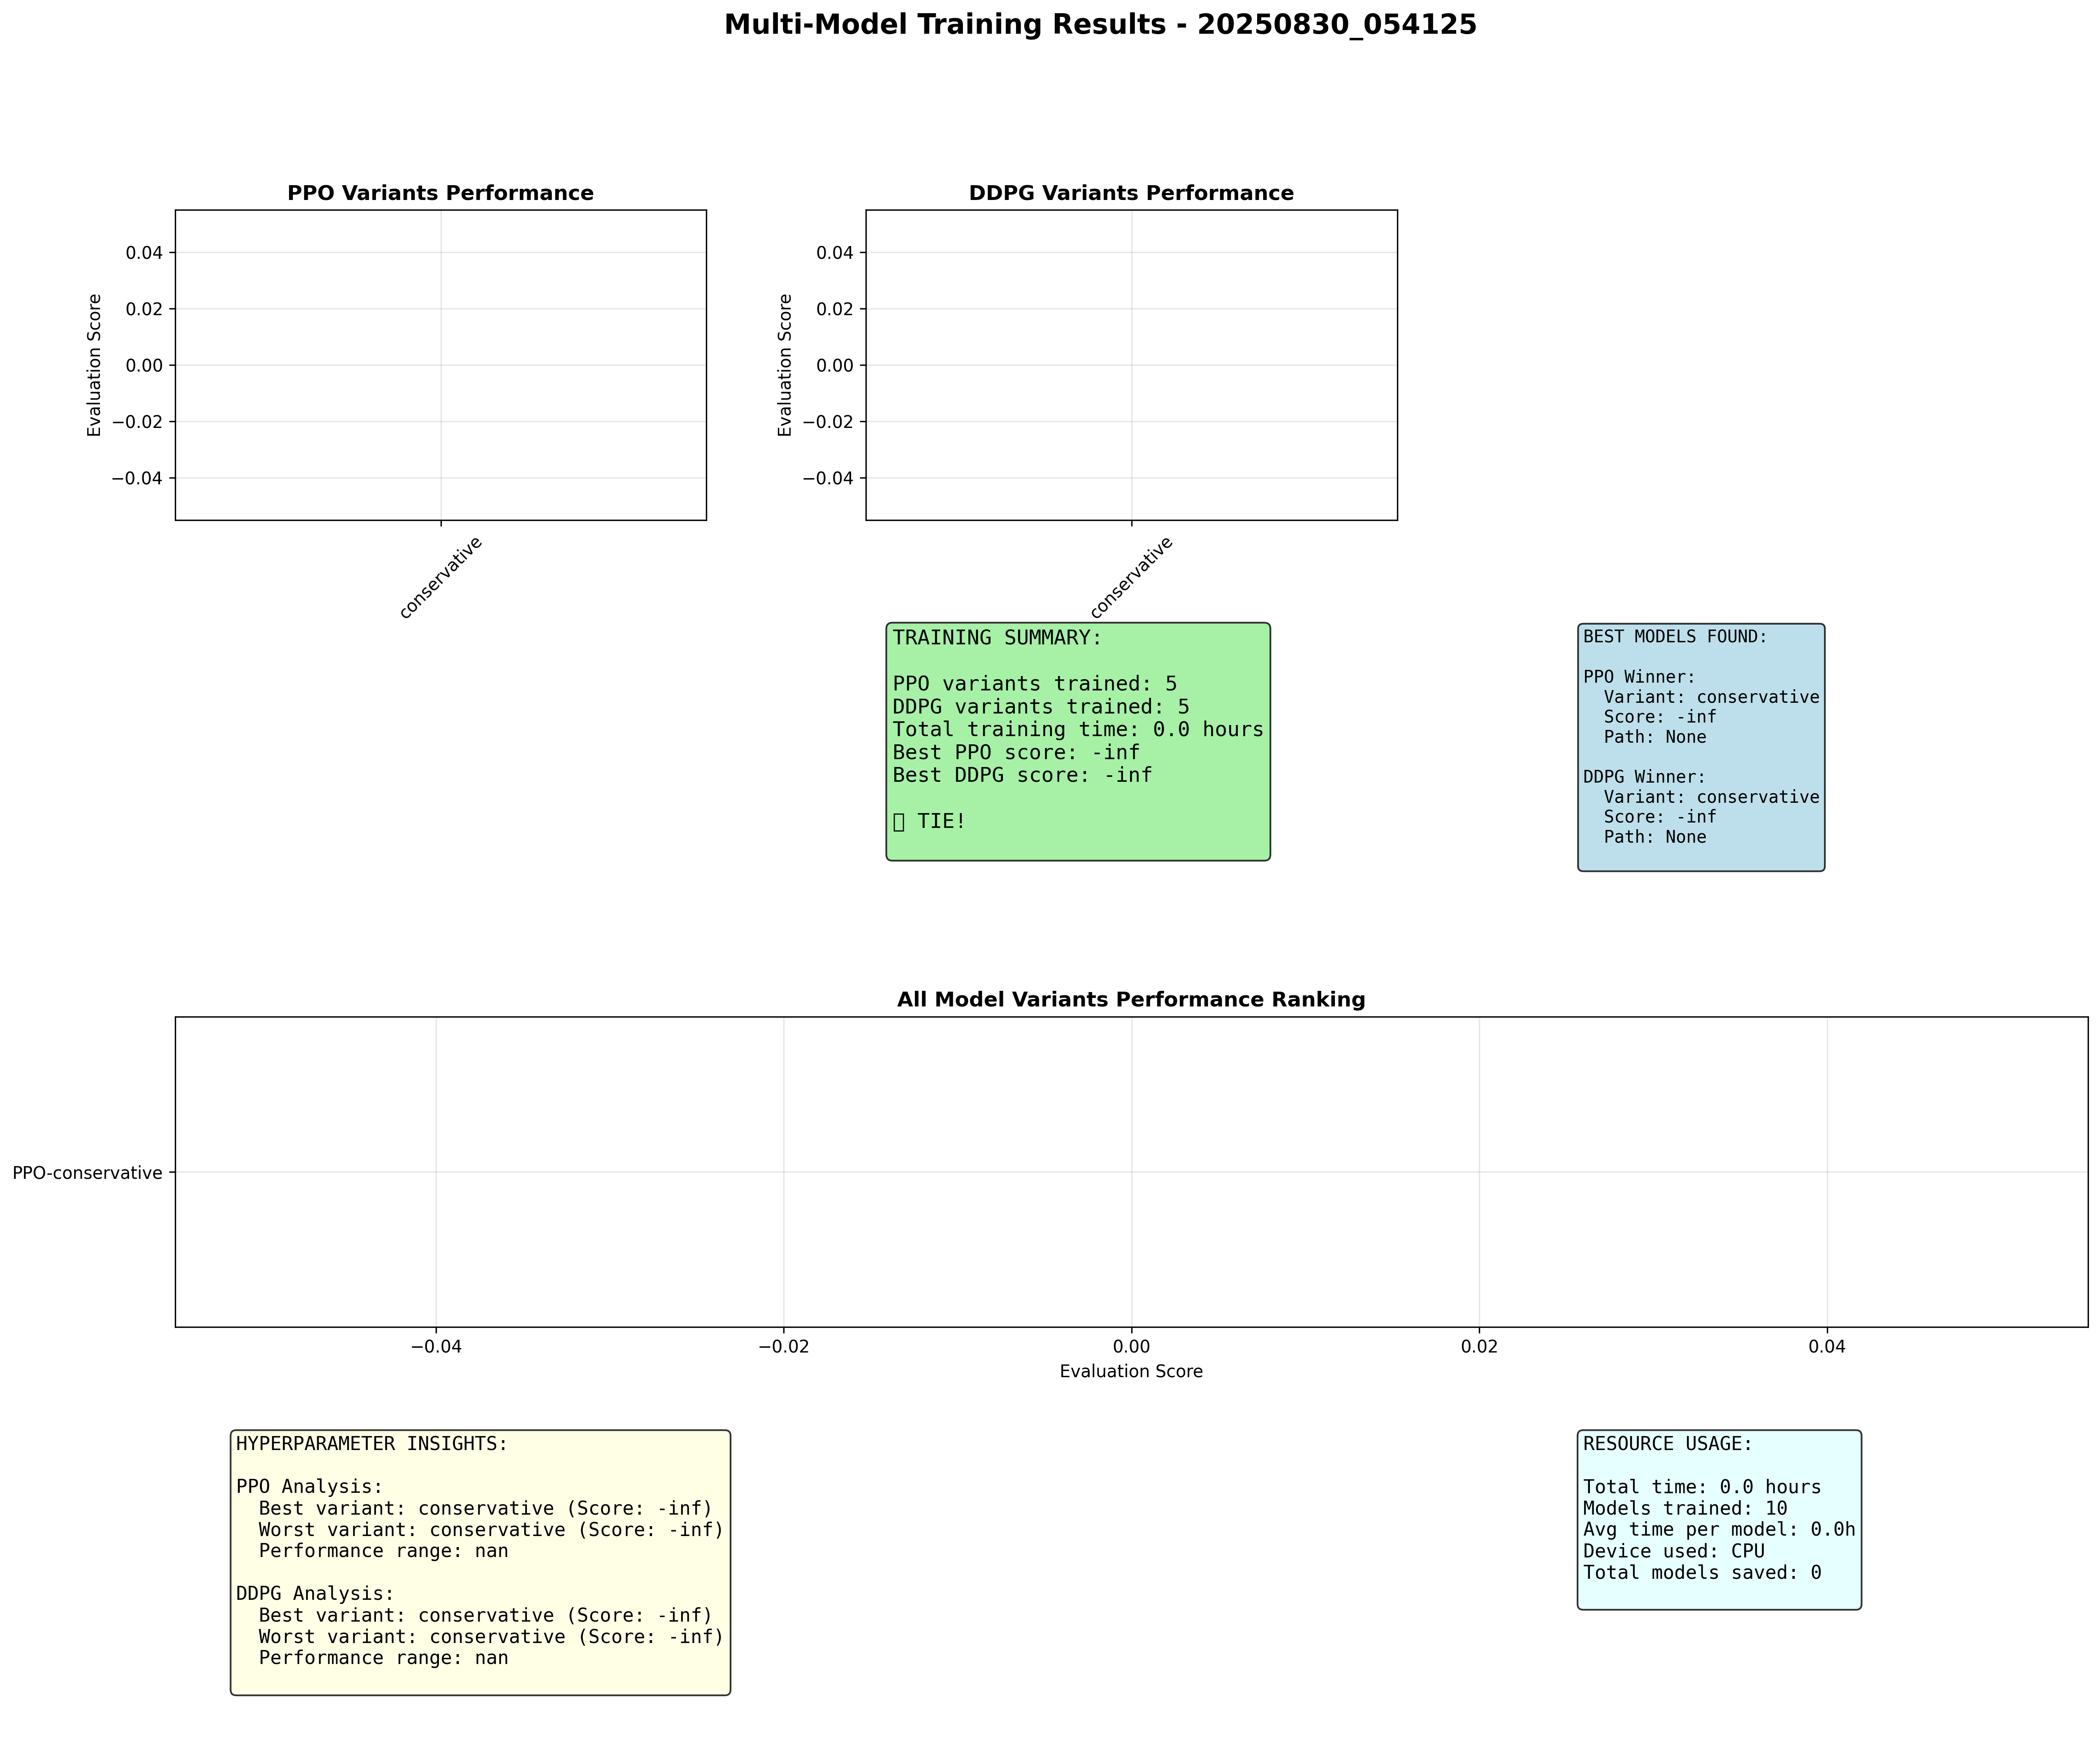 Multi-Model Training Results - 20250830_054125
PPO Variants Performance
Evaluation Score
0.04
0.02
0.00
−0.02
−0.04
conservative
DDPG Variants Performance
Evaluation Score
0.04
0.02
0.00
−0.02
−0.04
conservative
TRAINING SUMMARY:
PPO variants trained: 5
DDPG variants trained: 5
Total training time: 0.0 hours
Best PPO score: -inf
Best DDPG score: -inf
TIE!
BEST MODELS FOUND:
PPO Winner:
Variant: conservative
Score: -inf
Path: None
DDPG Winner:
Variant: conservative
Score: -inf
Path: None
All Model Variants Performance Ranking
PPO-conservative
−0.04
−0.02
0.00
0.02
0.04
Evaluation Score
HYPERPARAMETER INSIGHTS:
PPO Analysis:
Best variant: conservative (Score: -inf)
Worst variant: conservative (Score: -inf)
Performance range: nan
DDPG Analysis:
Best variant: conservative (Score: -inf)
Worst variant: conservative (Score: -inf)
Performance range: nan
RESOURCE USAGE:
Total time: 0.0 hours
Models trained: 10
Avg time per model: 0.0h
Device used: CPU
Total models saved: 0